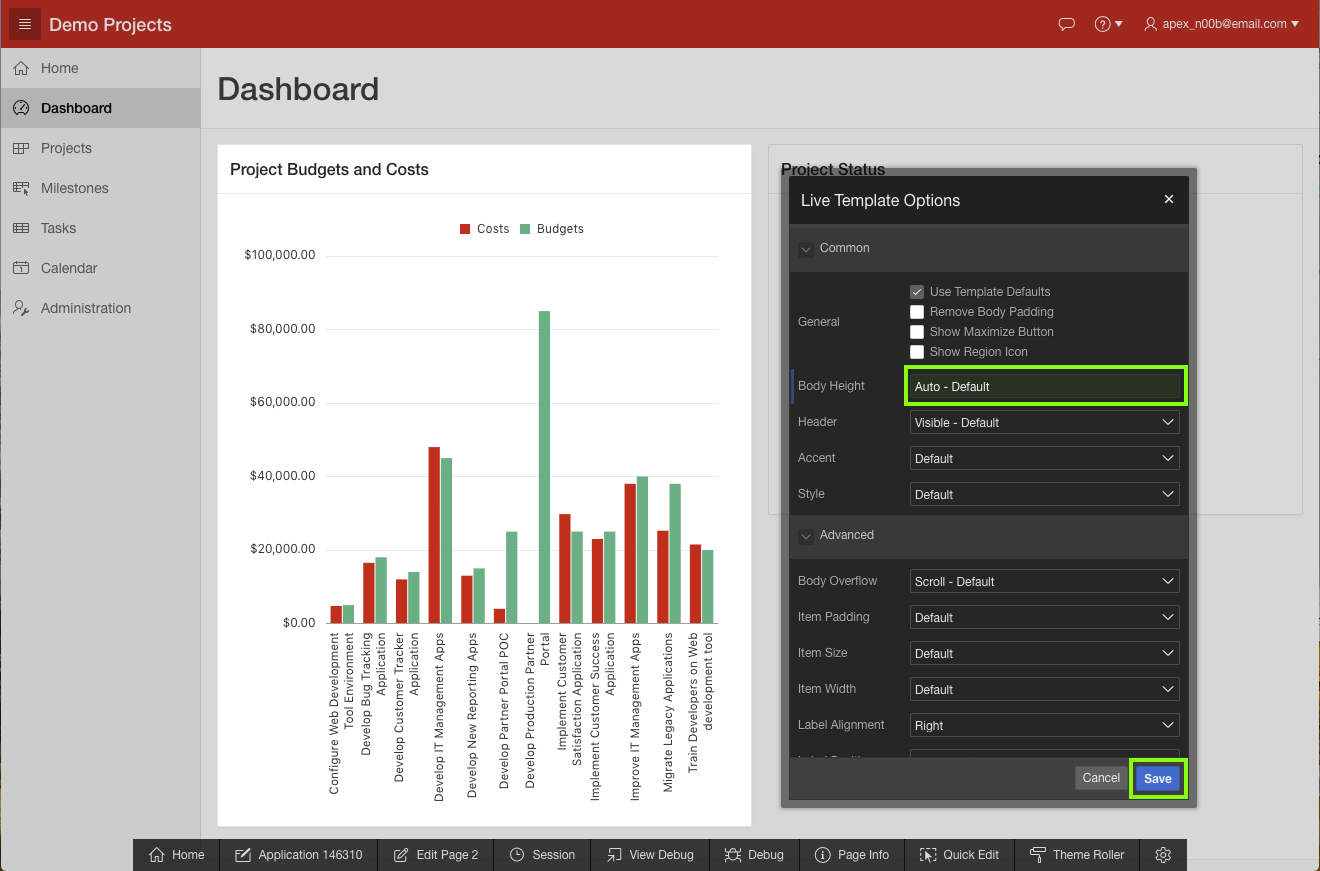 Demo Projects
apex_n00b@email.com
Home
Dashboard
Projects
Milestones
Tasks
Calendar
Administration
Dashboard
Project Budgets and Costs
Costs
Budgets
$100,000.00
$80,000.00
$60,000.00
$40,000.00
$20,000.00
$0.00
Configure Web Development
Tool Environment
Develop Bug Tracking
Application
Develop Customer Tracker
Application
Develop IT Management Apps
Develop New Reporting Apps
Develop Partner Portal POC
Develop Production Partner
Portal
Implement Customer
Satisfaction Application
Implement Customer Success
Application
Improve IT Management Apps
Migrate Legacy Applications
Train Developers on Web
development tool
Project Status
Live Template Options
Common
General
Use Template Defaults
Remove Body Padding
Show Maximize Button
Show Region Icon
Body Height
Auto - Default
Header
Visible - Default
Accent
Default
Style
Default
Advanced
Body Overflow
Scroll - Default
Item Padding
Default
Item Size
Default
Item Width
Default
Label Alignment
Right
Cancel
Save
Home
Application 146310
Edit Page 2
Session
View Debug
Debug
Page Info
Quick Edit
Theme Roller